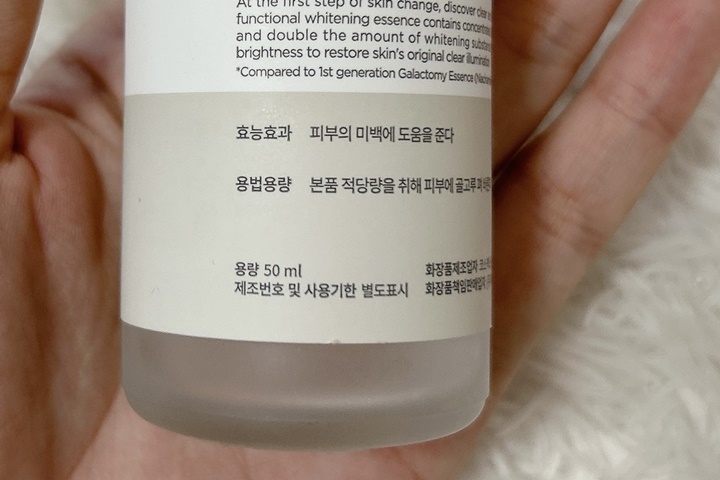 At the first step of skin change, discover clear
functional whitening essence contains
and double the amount of whitening
brightness to restore skin's original clear
*Compared to 1st generation Galactomy Essence
효능효과 피부의 미백에 도움을 준다
용법용량 본품 적당량을 취해 피부에 골고루 펴
용량 50 ml 화장품제조업자
제조번호 및 사용기한 별도표시 화장품책임판매업자